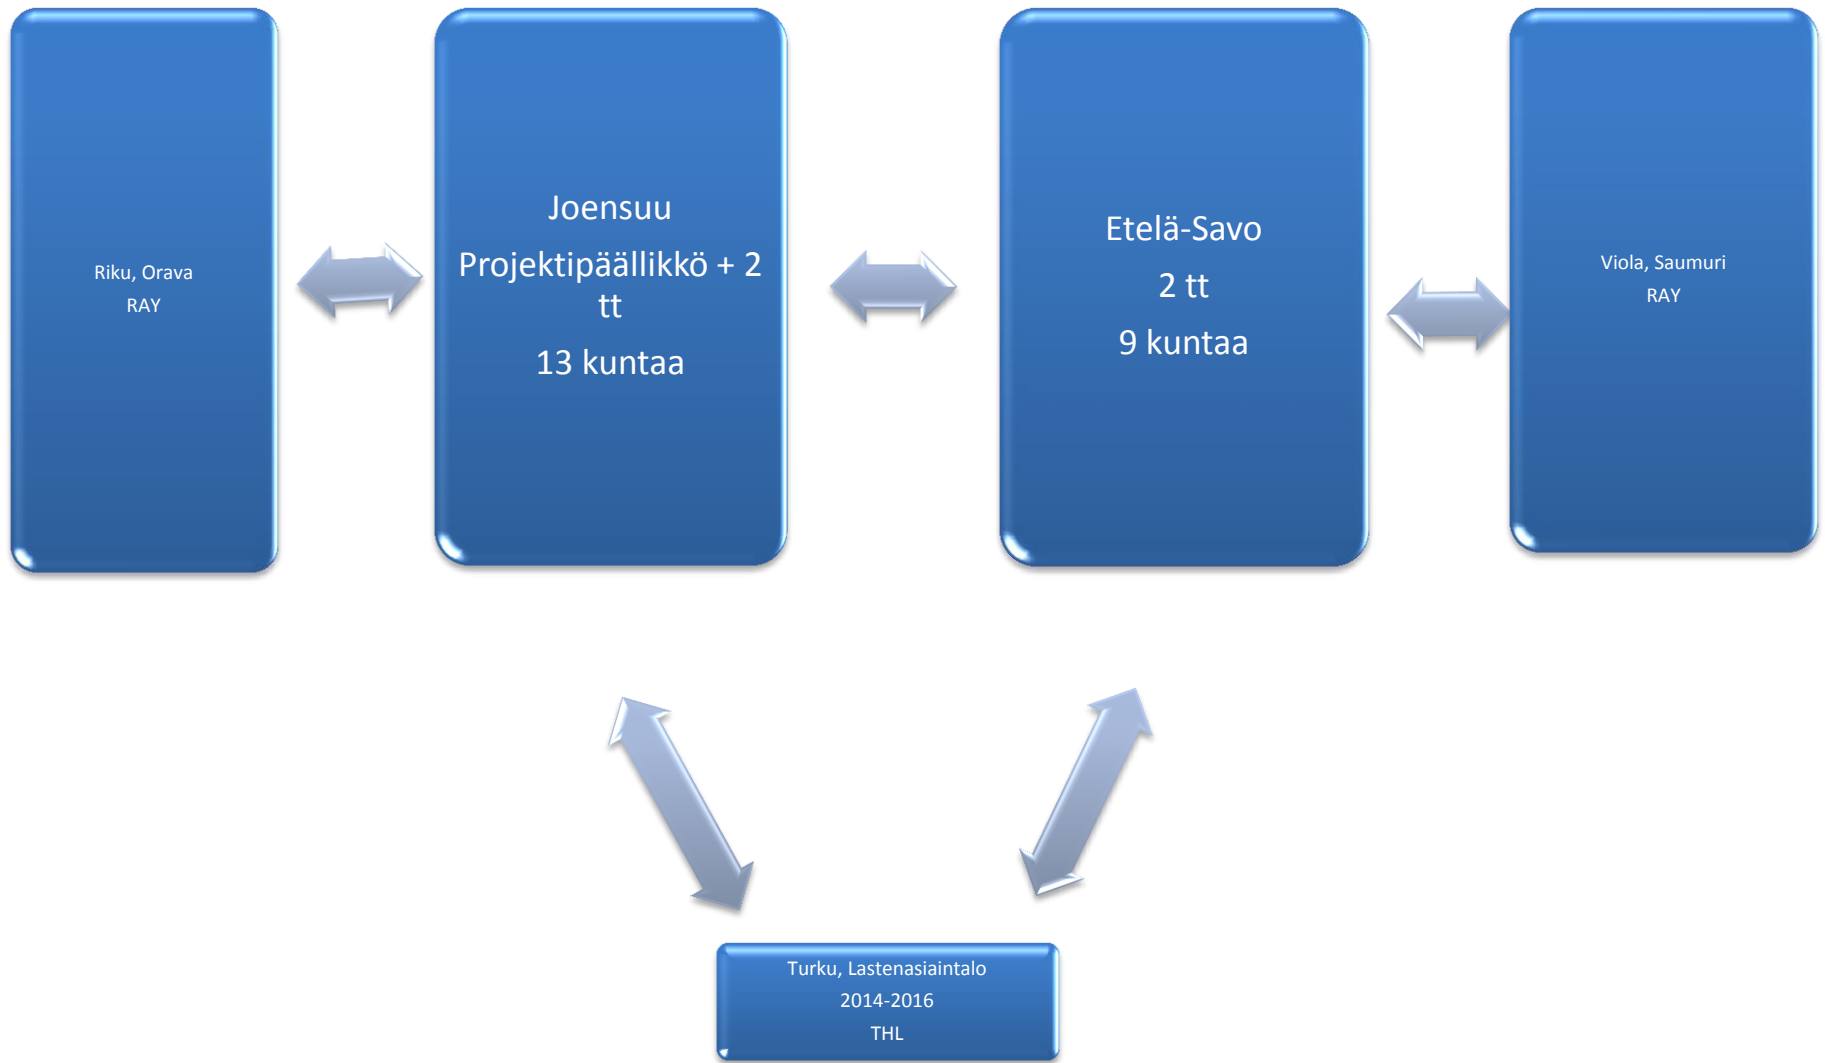 Riku, Orava
RAY
Joensuu
Projektipäällikkö + 2
tt
13 kuntaa
Etelä-Savo
2 tt
9 kuntaa
Viola, Saumuri
RAY
Turku, Lastenasiaintalo
2014-2016
THL